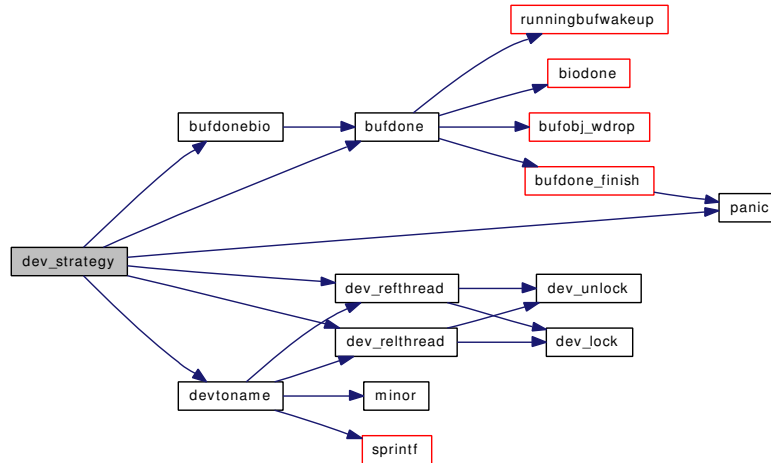 runningbufwakeup
biodone
bufdonebio
bufdone
bufobj_wdrop
bufdone_finish
panic
dev_strategy
dev_refthread
dev_unlock
dev_relthread
dev_lock
devtoname
minor
sprintf